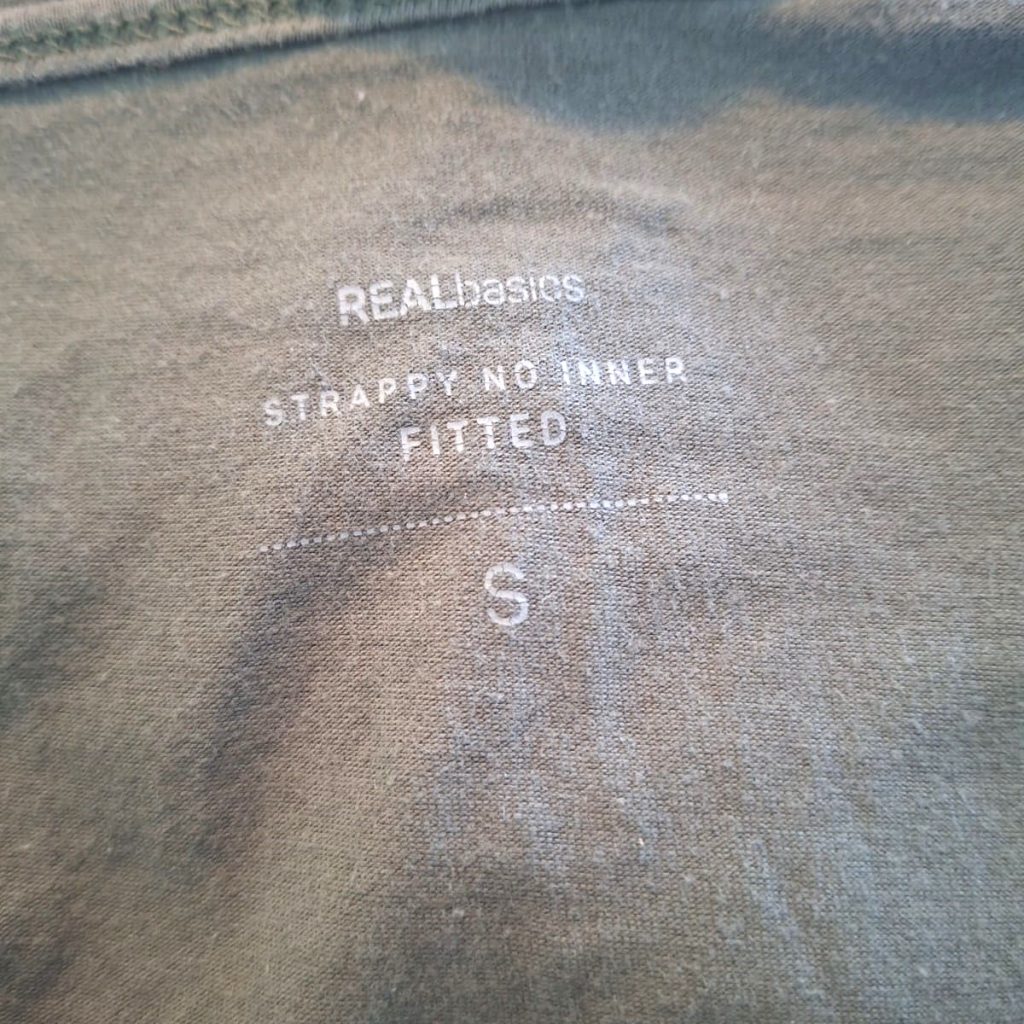 REALbasics
STRAPPY NO INNER
FITTED
S